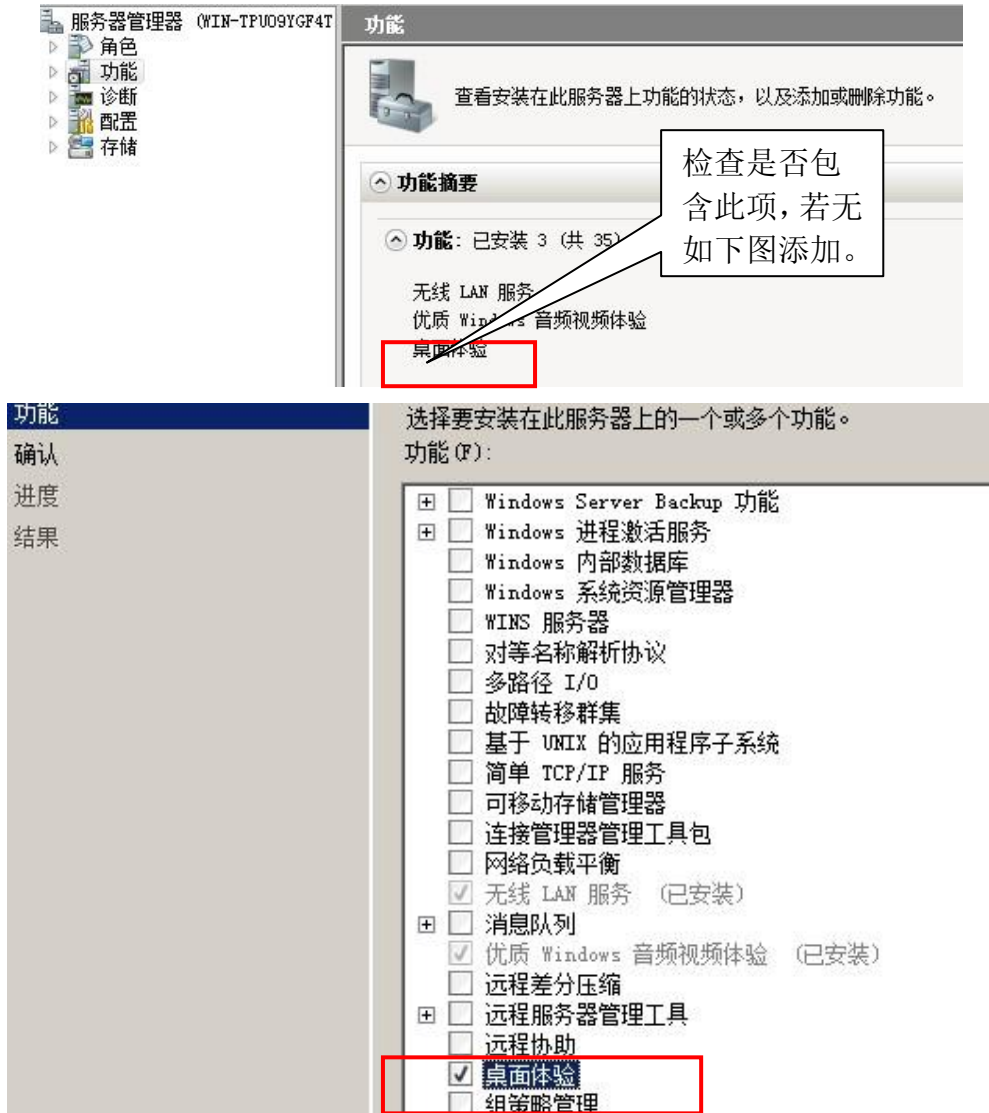 服务器管理器 (WIN-TPUO9YGF4T
角色
功能
诊断
配置
存储
功能
查看安装在此服务器上功能的状态，以及添加或删除功能。
功能摘要
功能: 已安装 3 (共 35)
无线 LAN 服务
优质 Windows 音频视频体验
桌面体验
检查是否包
含此项，若无
如下图添加。
功能
确认
进度
结果
选择要安装在此服务器上的一个或多个功能。
功能(F):
Windows Server Backup 功能
Windows 进程激活服务
Windows 内部数据库
Windows 系统资源管理器
WINS 服务器
对等名称解析协议
多路径 I/O
故障转移群集
基于 UNIX 的应用程序子系统
简单 TCP/IP 服务
可移动存储管理器
连接管理器管理工具包
网络负载平衡
无线 LAN 服务 (已安装)
消息队列
优质 Windows 音频视频体验 (已安装)
远程差分压缩
远程服务器管理工具
远程协助
桌面体验
组策略管理